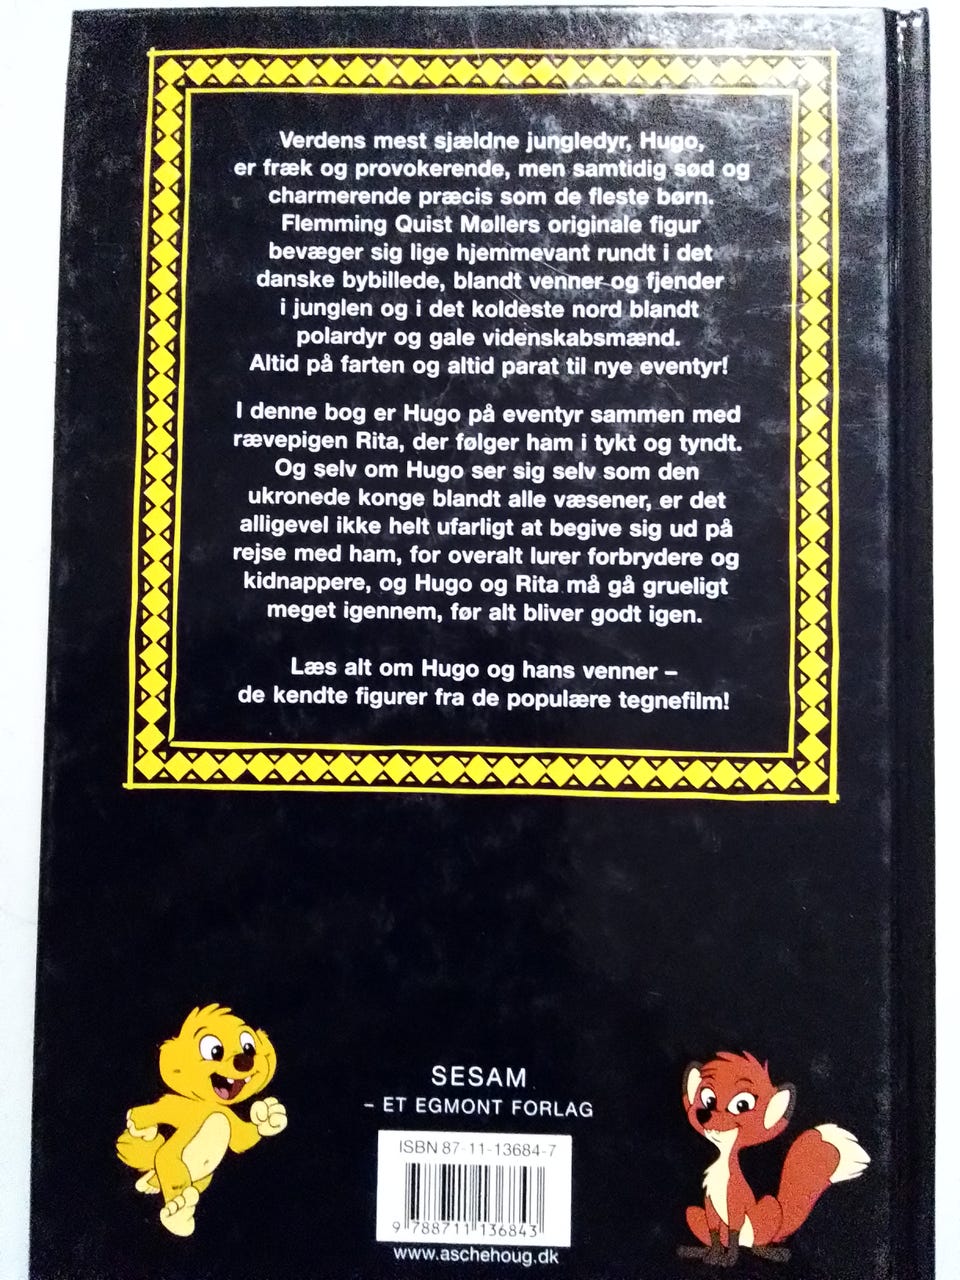 Verdens mest sjældne jungledyr, Hugo,
er fræk og provokerende, men samtidig sød og
charmerende præcis som de fleste børn.
Flemming Quist Møllers originale figur
bevæger sig lige hjemmevant rundt i det
danske bybillede, blandt venner og fjender
i junglen og i det koldeste nord blandt
polardyr og gale videnskabsmænd.
Altid på farten og altid parat til nye eventyr!
I denne bog er Hugo på eventyr sammen med
rævepigen Rita, der følger ham i tykt og tyndt.
Og selv om Hugo ser sig selv som den
ukronede konge blandt alle væsener, er det
alligevel ikke helt ufarligt at begive sig ud på
rejse med ham, for overalt lurer forbrydere og
kidnappere, og Hugo og Rita må gå grueligt
meget igennem, før alt bliver godt igen.
Læs alt om Hugo og hans venner –
de kendte figurer fra de populære tegnefilm!
SESAM
– ET EGMONT FORLAG
ISBN 87-11-13684-7
9 788711 136843
www.aschehoug.dk